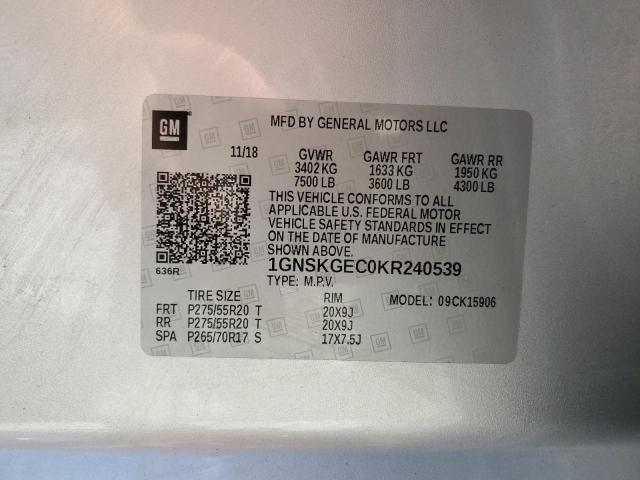 GM
MFD BY GENERAL MOTORS LLC
11/18 GVWR GAWR FRT GAWR RR
3402 KG 1633 KG 1950 KG
7500 LB 3600 LB 4300 LB
THIS VEHICLE CONFORMS TO ALL
APPLICABLE U.S. FEDERAL MOTOR
VEHICLE SAFETY STANDARDS IN EFFECT
ON THE DATE OF MANUFACTURE
SHOWN ABOVE.
636R
1GNSKGEC0KR240539
TYPE: M.P.V.
TIRE SIZE RIM MODEL: 09CK15906
FRT P275/55R20 T 20X9J
RR P275/55R20 T 20X9J
SPA P265/70R17 S 17X7.5J